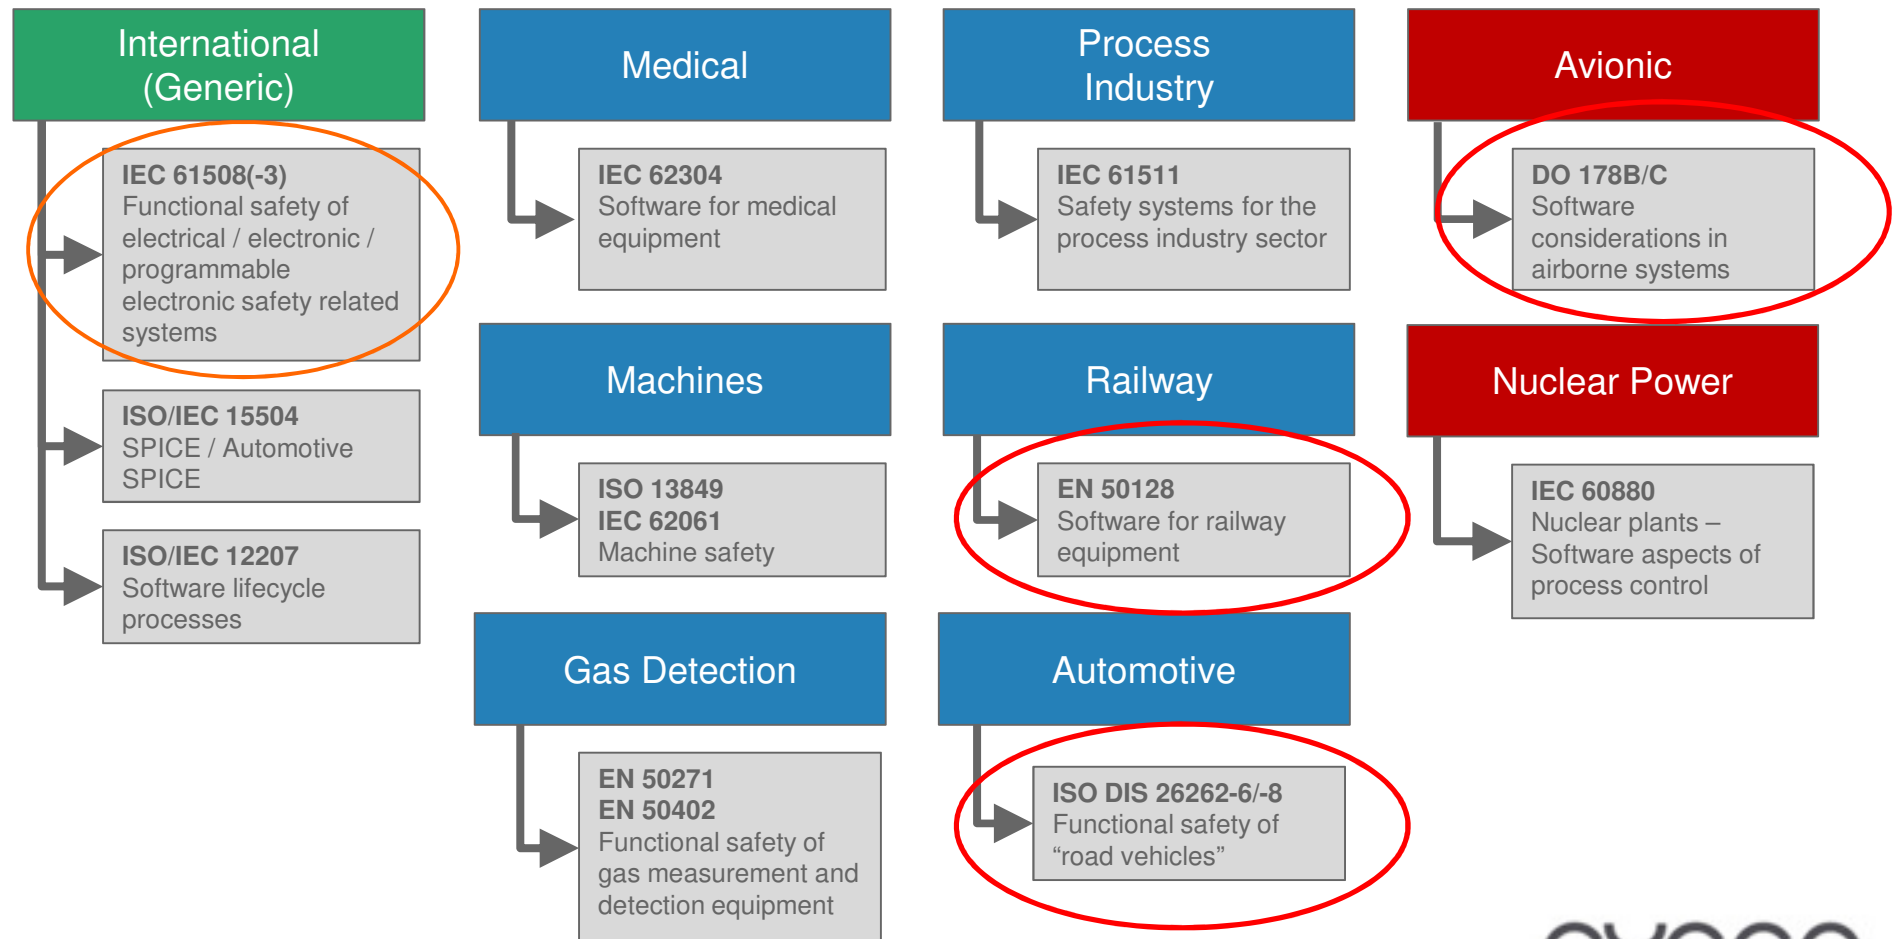 International
(Generic)
IEC 61508(-3)
Functional safety of
electrical / electronic /
programmable
electronic safety related
systems
ISO/IEC 15504
SPICE / Automotive
SPICE
ISO/IEC 12207
Software lifecycle
processes
Medical
IEC 62304
Software for medical
equipment
Machines
ISO 13849
IEC 62061
Machine safety
Gas Detection
EN 50271
EN 50402
Functional safety of
gas measurement and
detection equipment
Process
Industry
IEC 61511
Safety systems for the
process industry sector
Railway
EN 50128
Software for railway
equipment
Automotive
ISO DIS 26262-6/-8
Functional safety of
“road vehicles”
Avionic
DO 178B/C
Software
considerations in
airborne systems
Nuclear Power
IEC 60880
Nuclear plants –
Software aspects of
process control